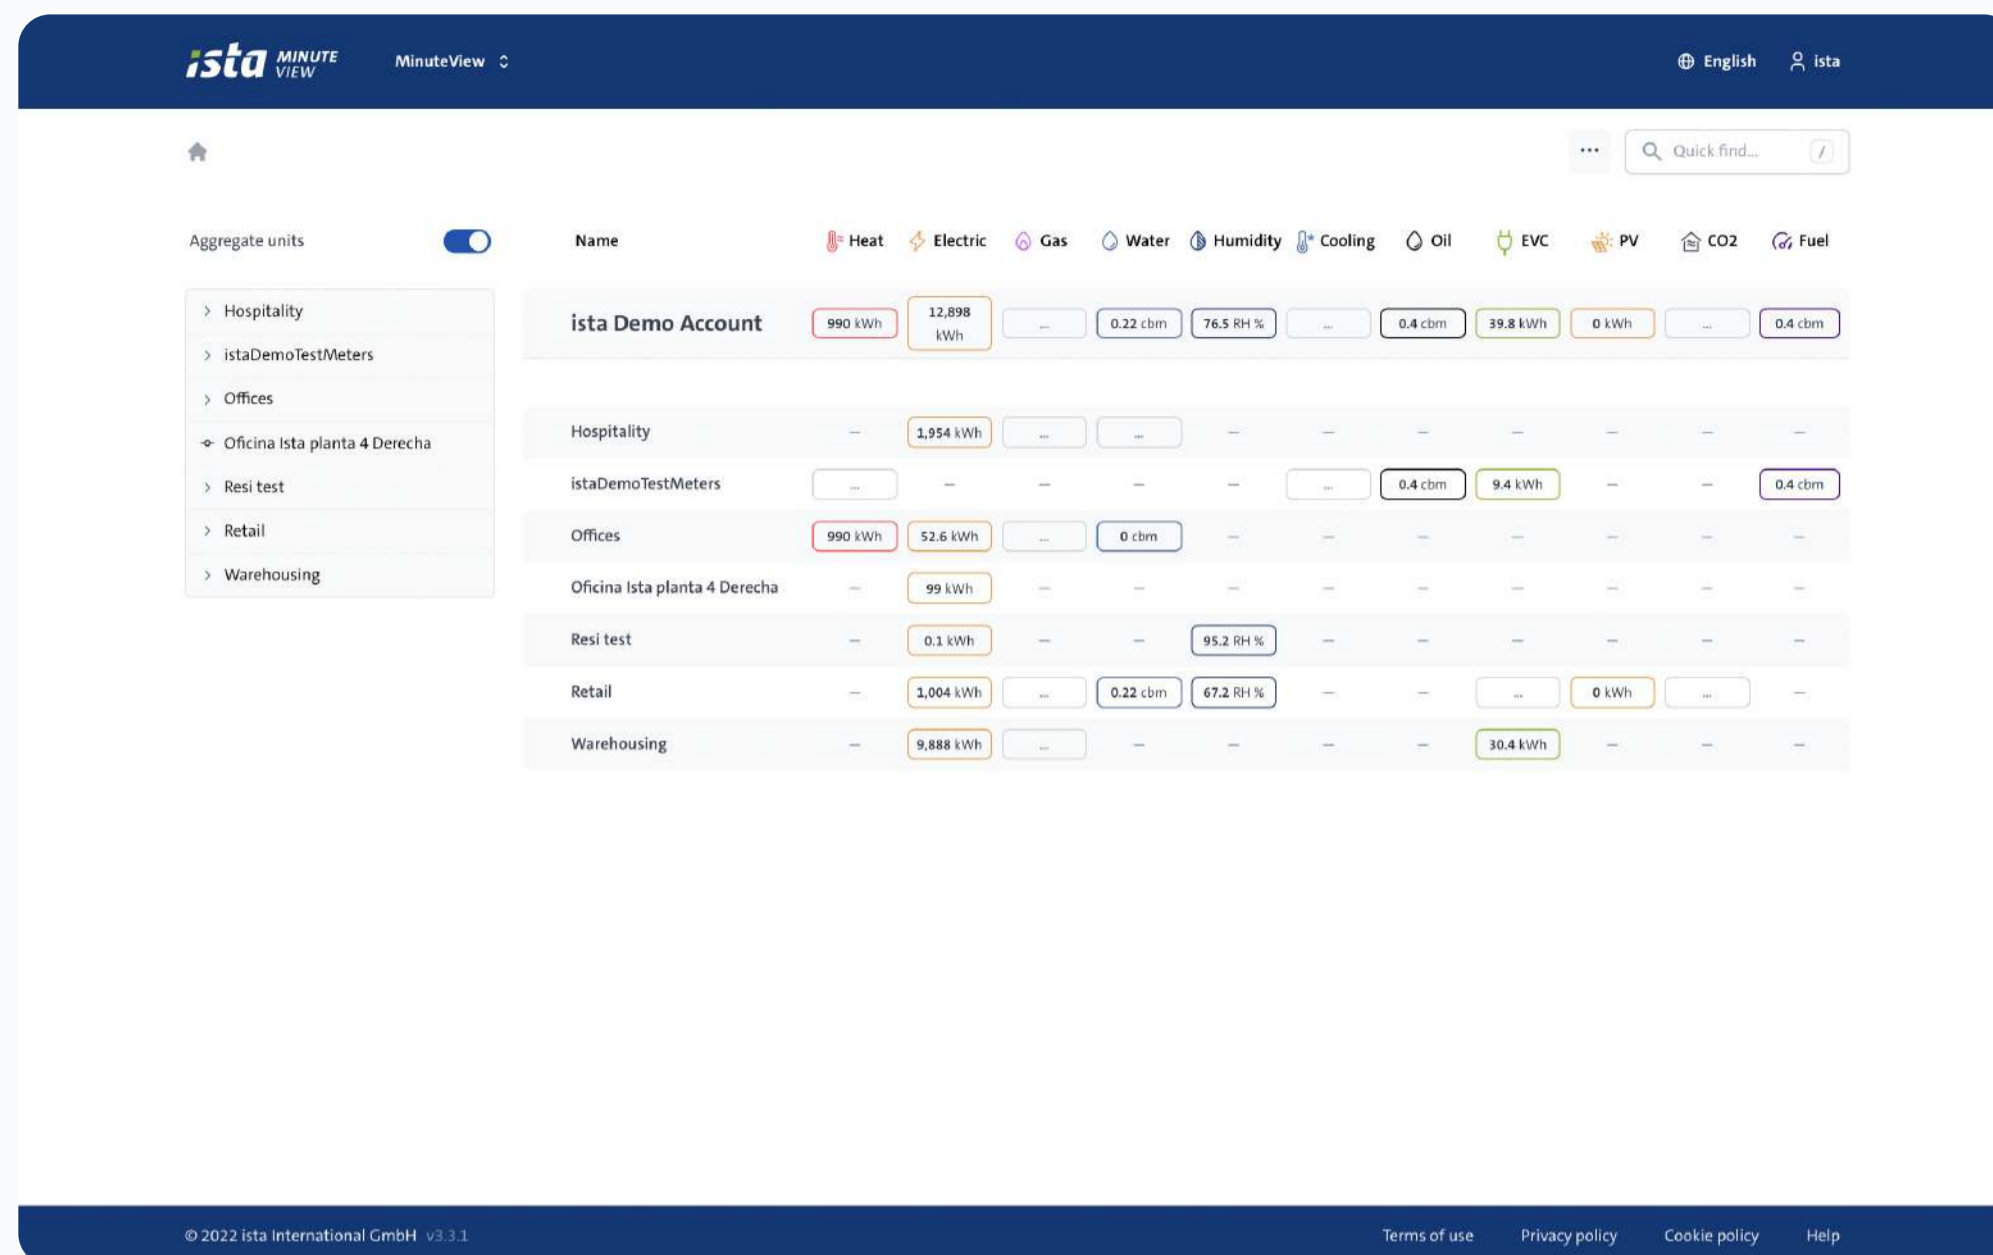 ista MINUTE VIEW MinuteView English ista
... Quick find... /
Aggregate units
Hospitality
istaDemoTestMeters
Offices
Oficina Ista planta 4 Derecha
Resi test
Retail
Warehousing
Name Heat Electric Gas Water Humidity Cooling Oil EVC PV CO2 Fuel
ista Demo Account 990 kWh 12,898 kWh ... 0.22 cbm 76.5 RH % ... 0.4 cbm 39.8 kWh 0 kWh ... 0.4 cbm
Hospitality — 1,954 kWh ... ... — — — — — — —
istaDemoTestMeters ... — — — — ... 0.4 cbm 9.4 kWh — — 0.4 cbm
Offices 990 kWh 52.6 kWh ... 0 cbm — — — — — — —
Oficina Ista planta 4 Derecha — 99 kWh — — — — — — — — —
Resi test — 0.1 kWh — — 95.2 RH % — — — — — —
Retail — 1,004 kWh ... 0.22 cbm 67.2 RH % — — ... 0 kWh ... —
Warehousing — 9,888 kWh ... — — — — 30.4 kWh — — —
© 2022 ista International GmbH v3.3.1 Terms of use Privacy policy Cookie policy Help